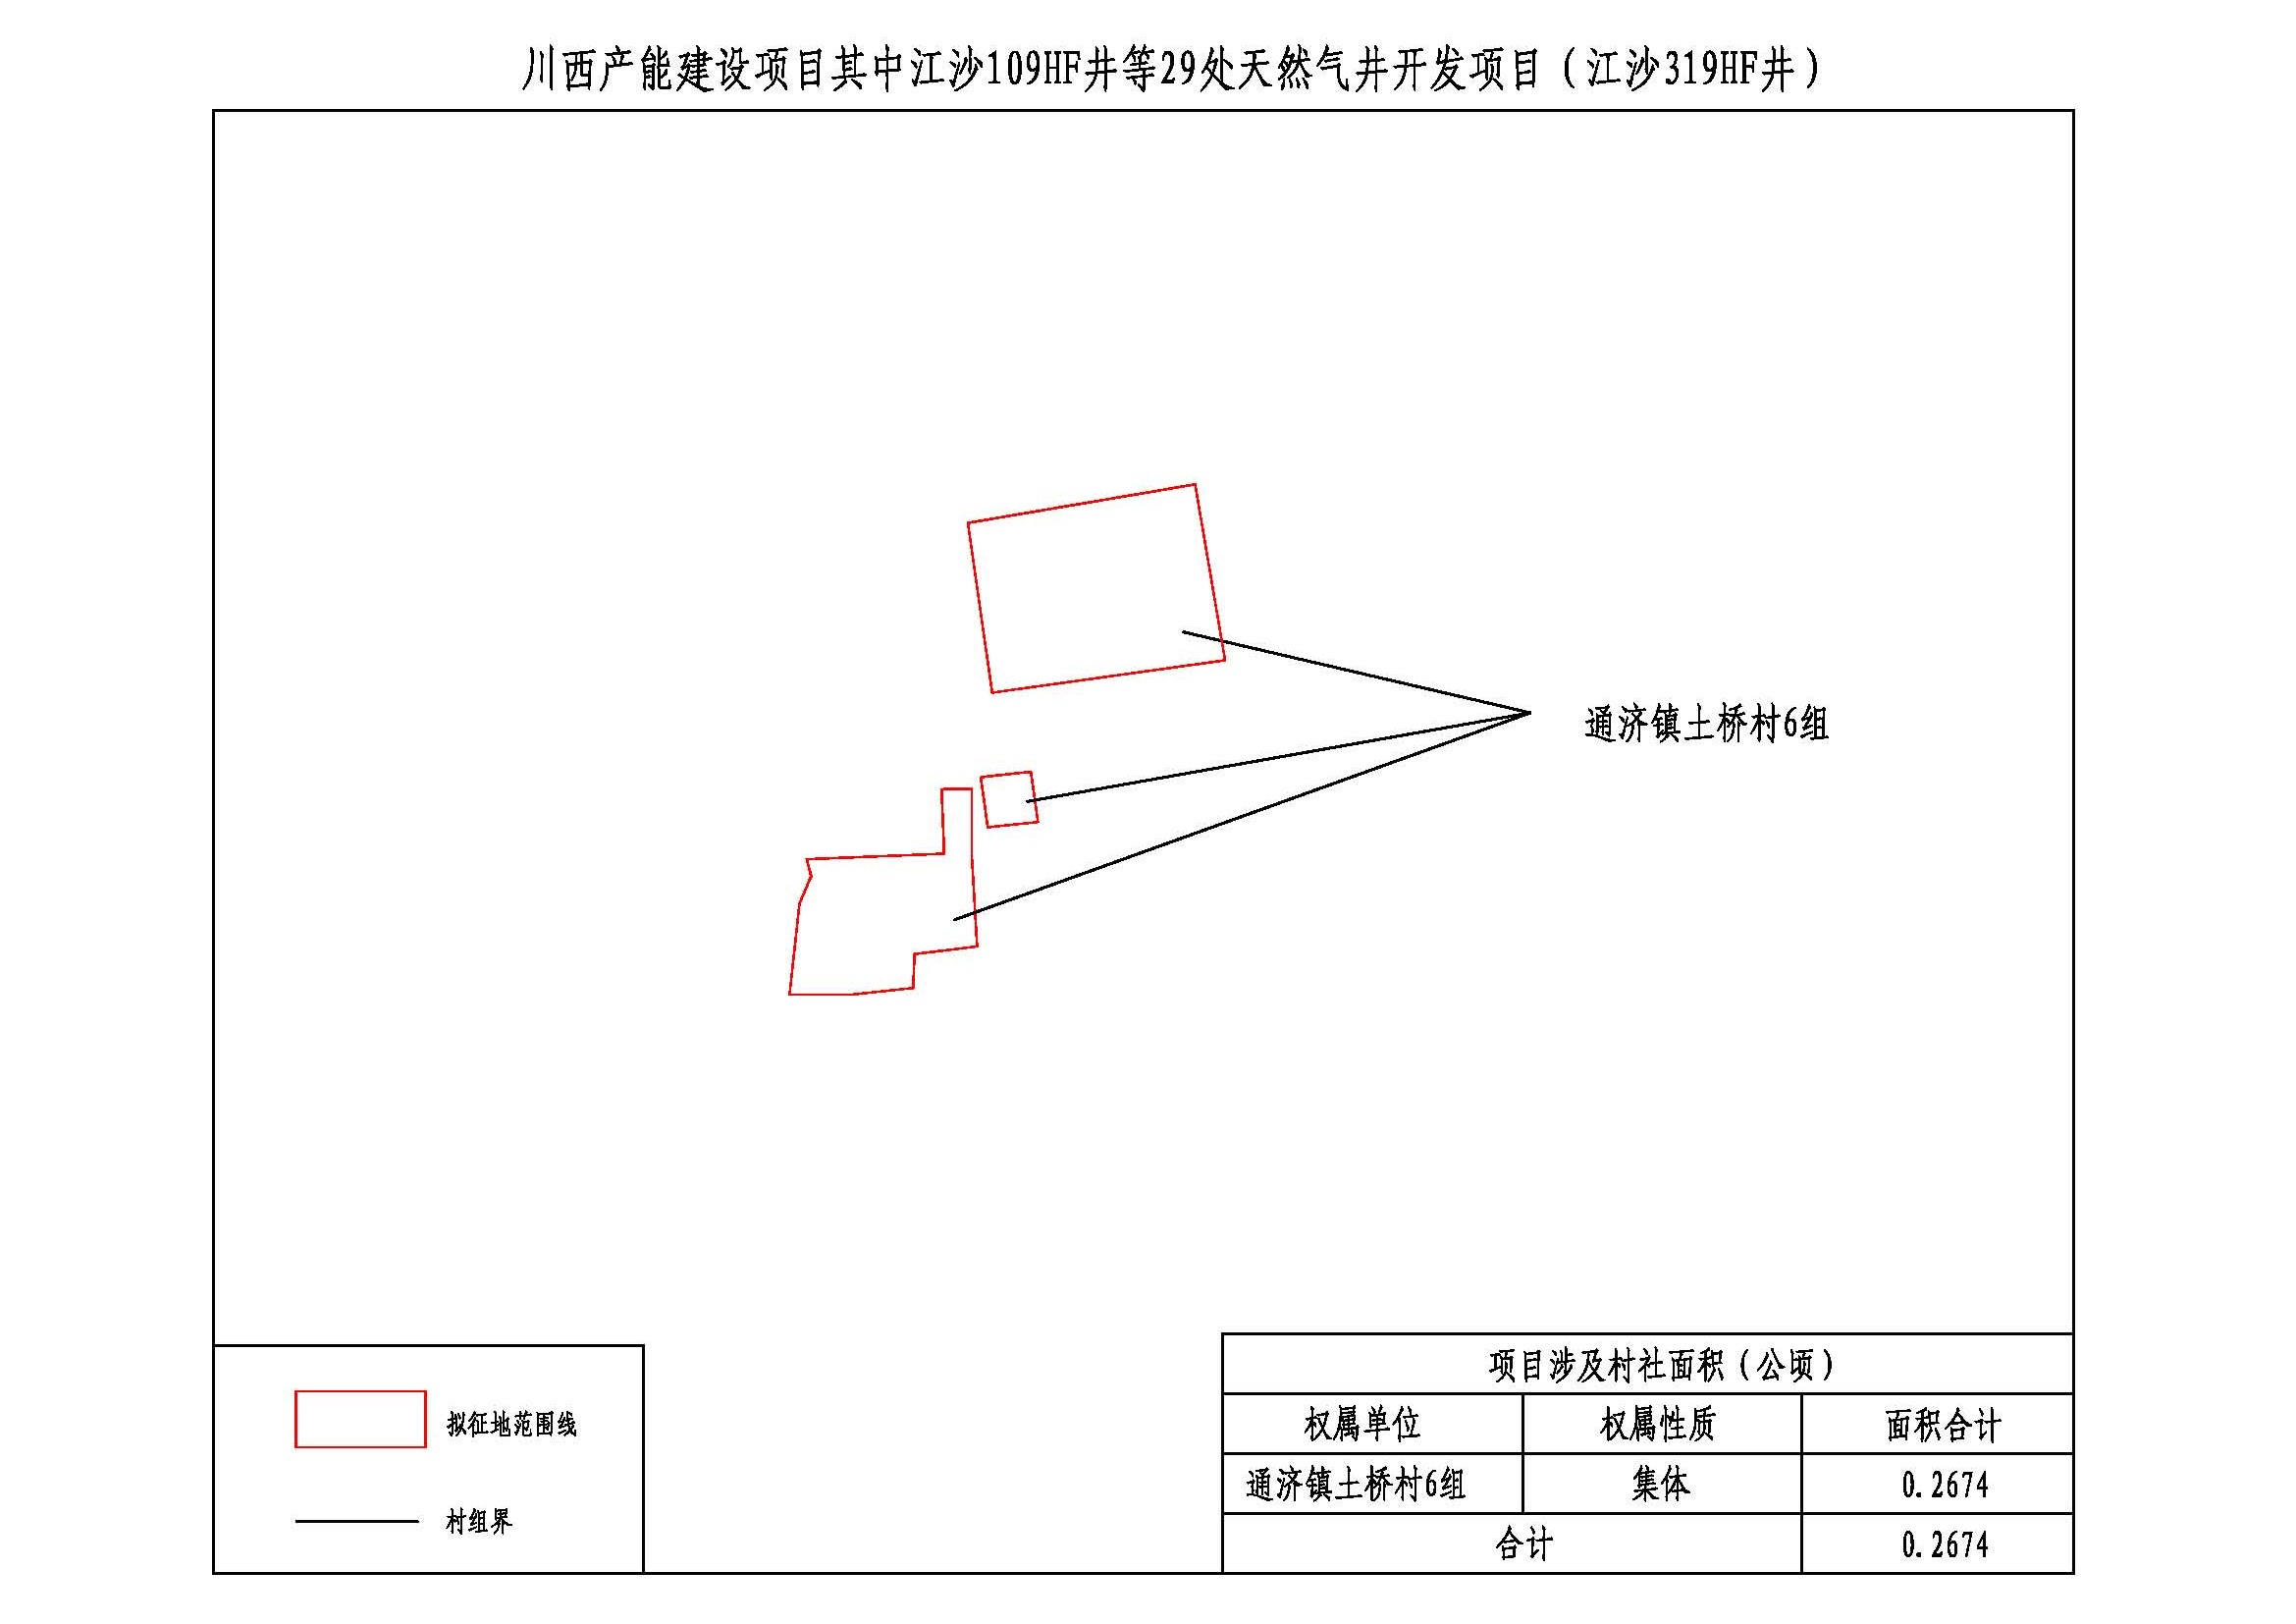 川西产能建设项目其中江沙109HF井等29处天然气井开发项目（江沙319HF井）
通济镇土桥村6组
拟征地范围线
村组界
项目涉及村社面积（公顷）
权属单位 权属性质 面积合计
通济镇土桥村6组 集体 0.2674
合计 0.2674